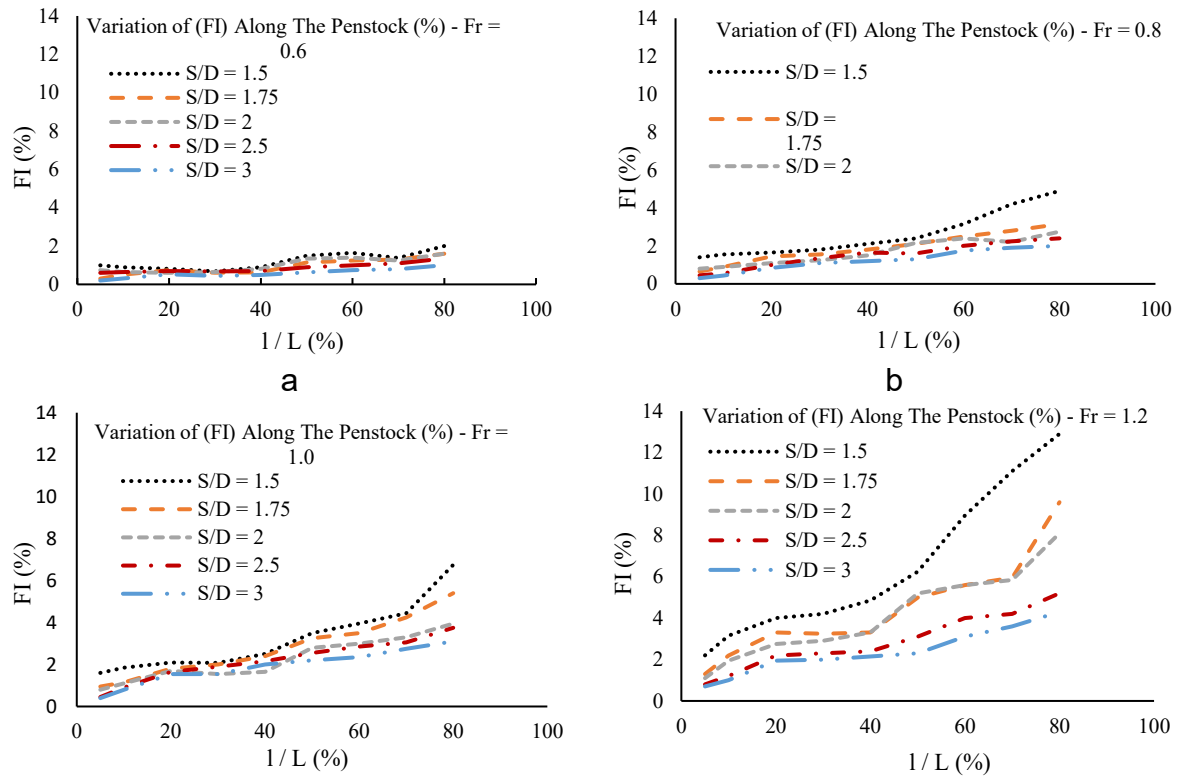 Variation of (FI) Along The Penstock (%) - Fr =
0.6
14
12
10
8
6
4
2
0
FI (%)
S/D = 1.5
S/D = 1.75
S/D = 2
S/D = 2.5
S/D = 3
0 20 40 60 80 100
l / L (%)
a
Variation of (FI) Along The Penstock (%) - Fr = 0.8
14
12
10
8
6
4
2
0
FI (%)
S/D = 1.5
S/D =
1.75
S/D = 2
0 20 40 60 80 100
l / L (%)
b
Variation of (FI) Along The Penstock (%) - Fr =
1.0
14
12
10
8
6
4
2
0
FI (%)
S/D = 1.5
S/D = 1.75
S/D = 2
S/D = 2.5
S/D = 3
0 20 40 60 80 100
l / L (%)
Variation of (FI) Along The Penstock (%) - Fr = 1.2
14
12
10
8
6
4
2
0
FI (%)
S/D = 1.5
S/D = 1.75
S/D = 2
S/D = 2.5
S/D = 3
0 20 40 60 80 100
l / L (%)